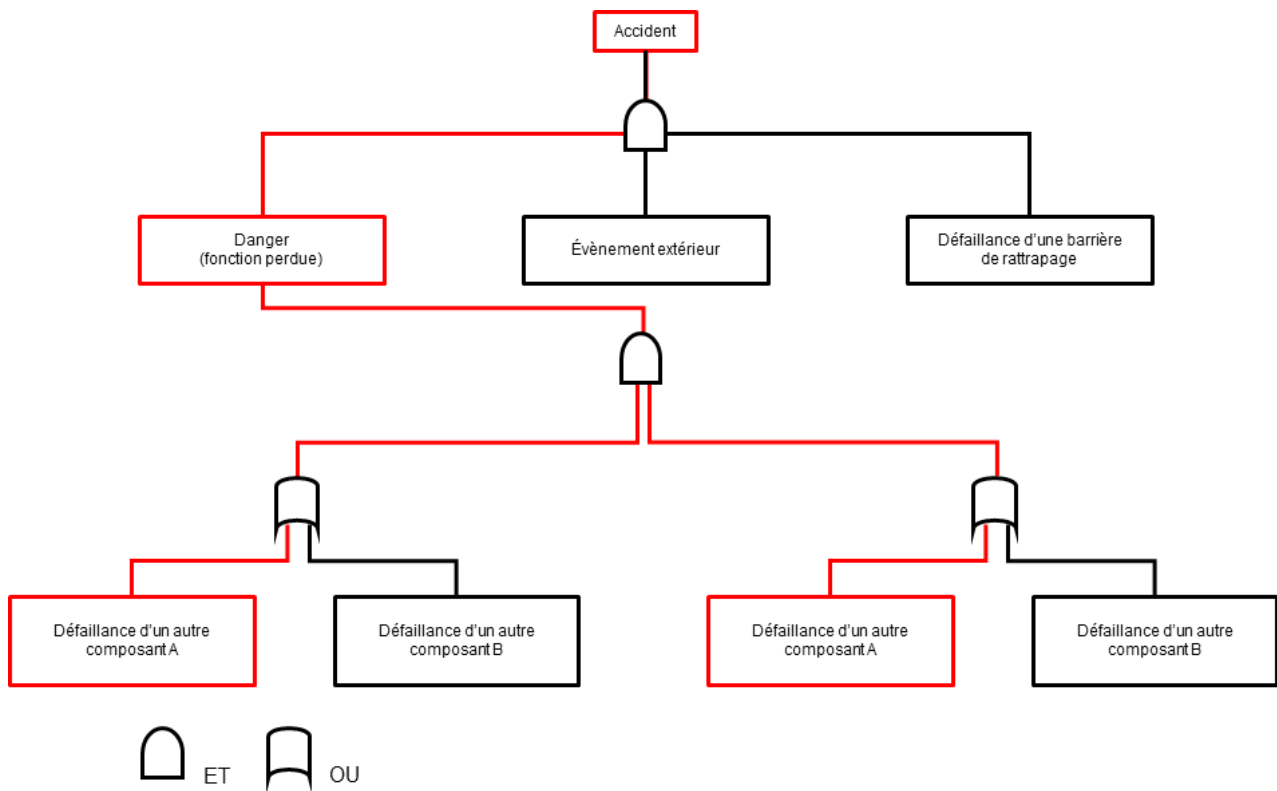 Accident
Danger
(fonction perdue)
Évènement extérieur
Défaillance d'une barrière
de rattrapage
Défaillance d'un autre
composant A
Défaillance d'un autre
composant B
Défaillance d'un autre
composant A
Défaillance d'un autre
composant B
ET
OU